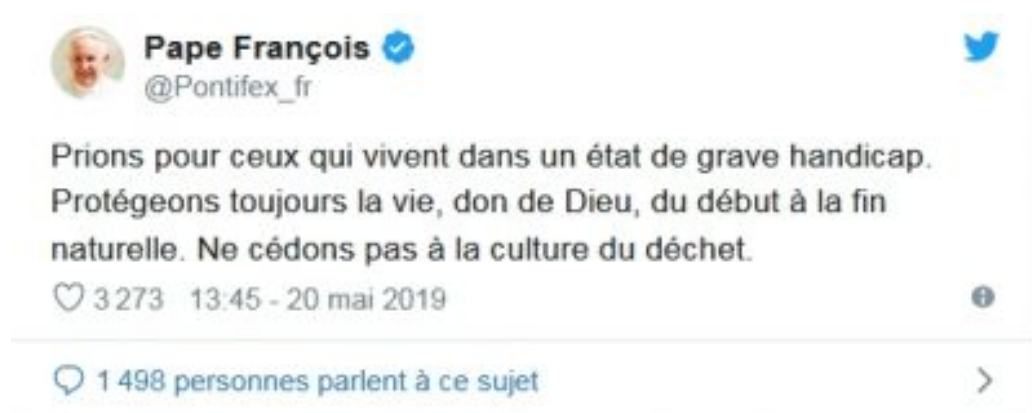 Pape François
@Pontifex_fr
Prions pour ceux qui vivent dans un état de grave handicap.
Protégeons toujours la vie, don de Dieu, du début à la fin
naturelle. Ne cédons pas à la culture du déchet.
3 273 13:45 - 20 mai 2019
1 498 personnes parlent à ce sujet